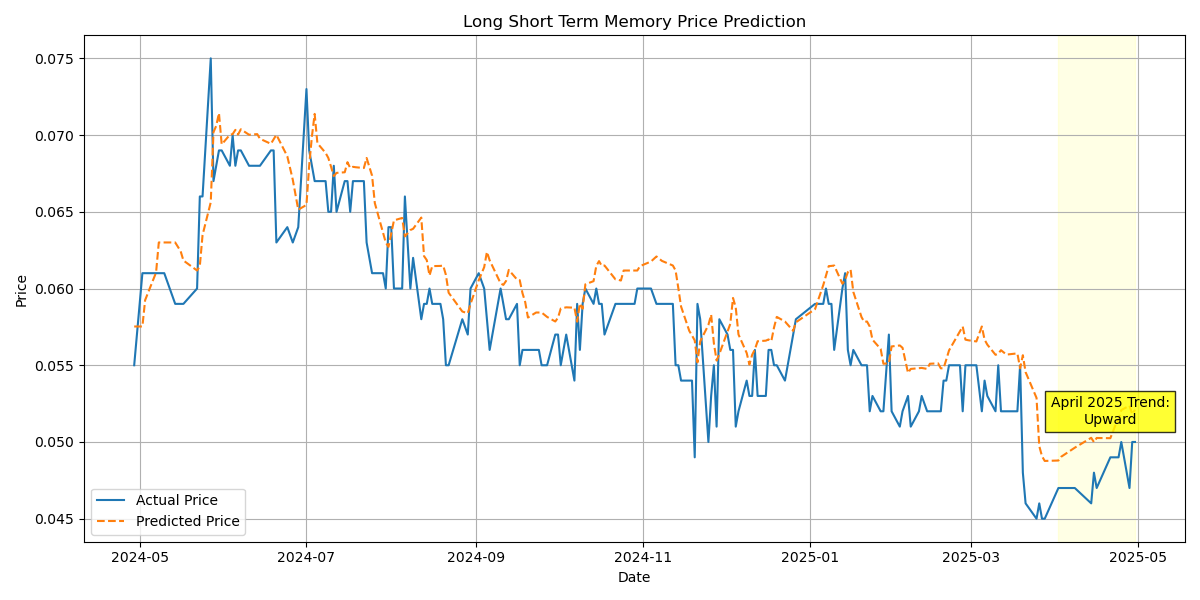 Long Short Term Memory Price Prediction
Price
0.075
0.070
0.065
0.060
0.055
0.050
0.045
April 2025 Trend:
Upward
Actual Price
Predicted Price
2024-05
2024-07
2024-09
2024-11
2025-01
2025-03
2025-05
Date